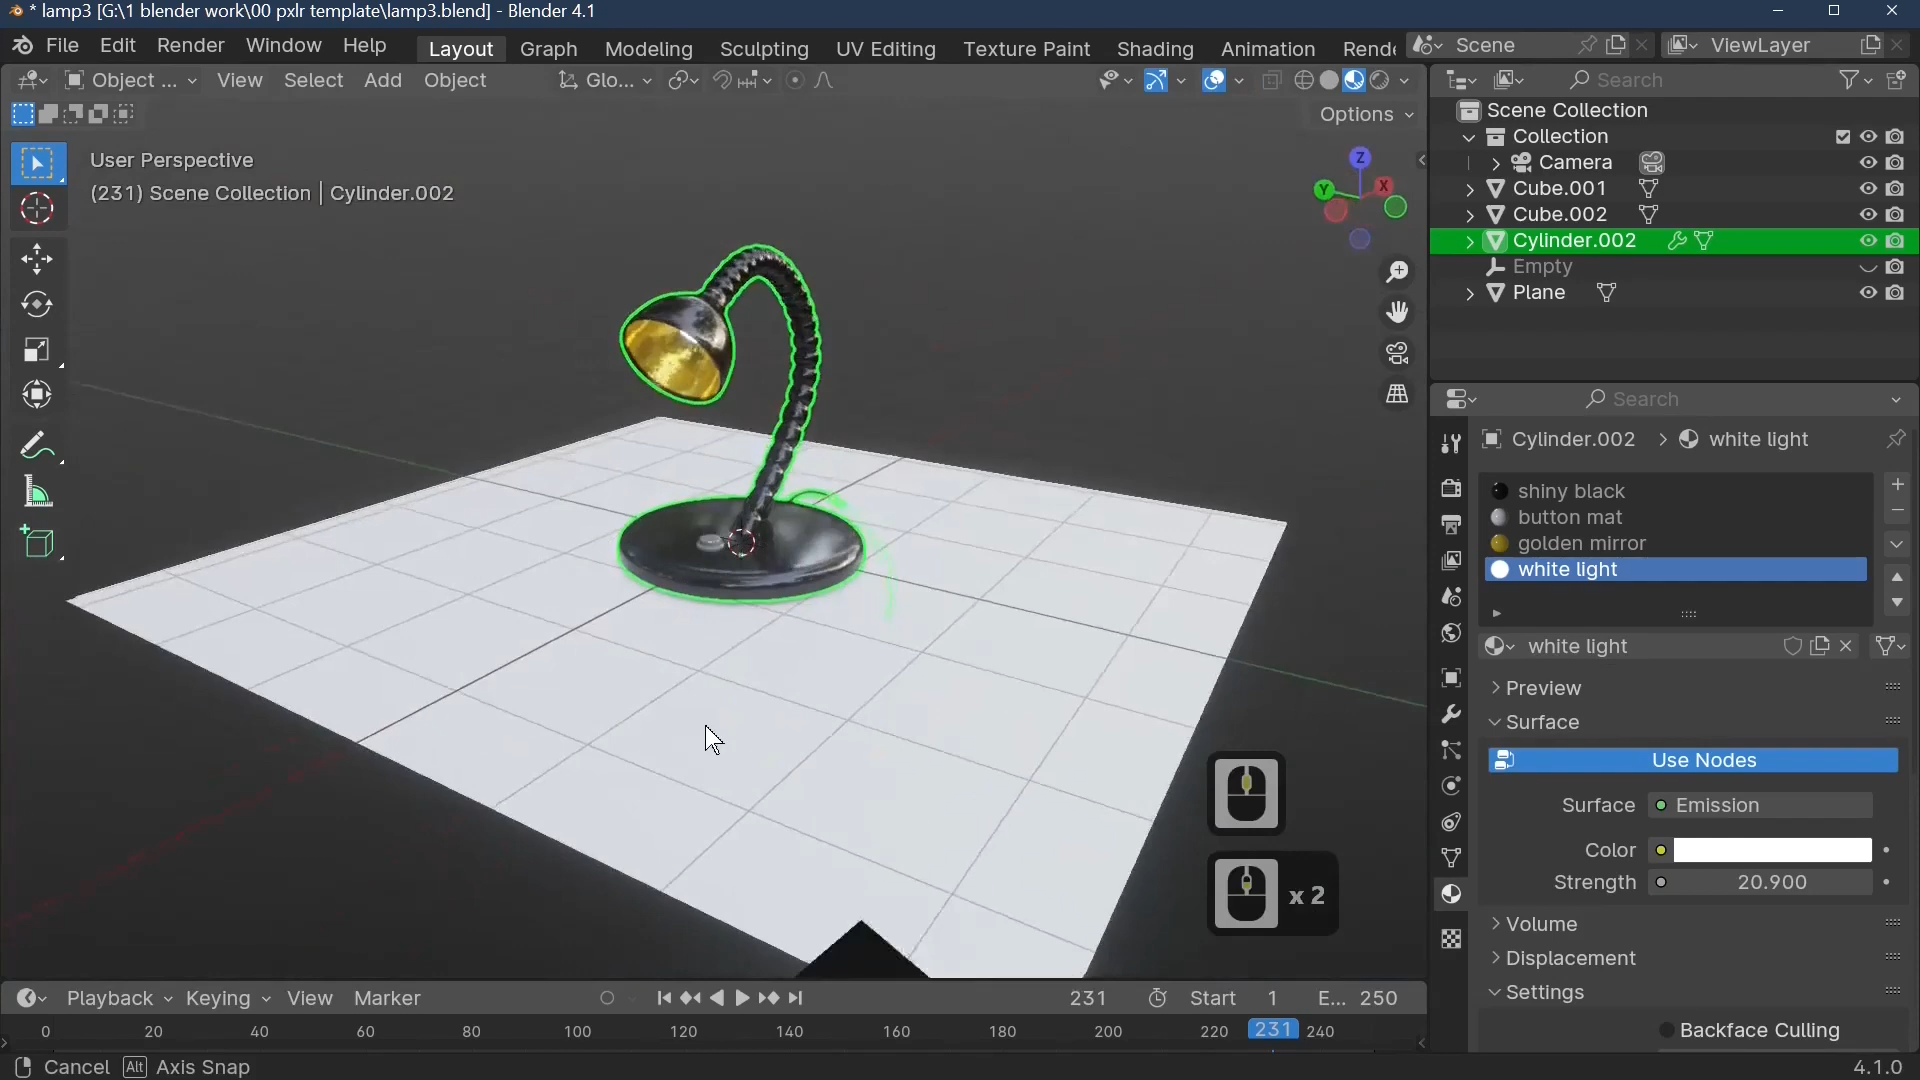 * lamp3 [G:\1 blender work\00 pxlr template\lamp3.blend] - Blender 4.1
File Edit Render Window Help Layout Graph Modeling Sculpting UV Editing Texture Paint Shading Animation Rende Scene ViewLayer
Object ... View Select Add Object Glo... Search
Options
User Perspective
(231) Scene Collection | Cylinder.002
Z
Y
X
Scene Collection
Collection
Camera
Cube.001
Cube.002
Cylinder.002
Empty
Plane
Search
Cylinder.002 > white light
shiny black
button mat
golden mirror
white light
white light
Preview
Surface
Use Nodes
Surface Emission
Color
Strength 20.900
Volume
Displacement
Settings
Backface Culling
x 2
Playback Keying View Marker 231 Start 1 E... 250
0 20 40 60 80 100 120 140 160 180 200 220 231 240
Cancel Alt Axis Snap 4.1.0